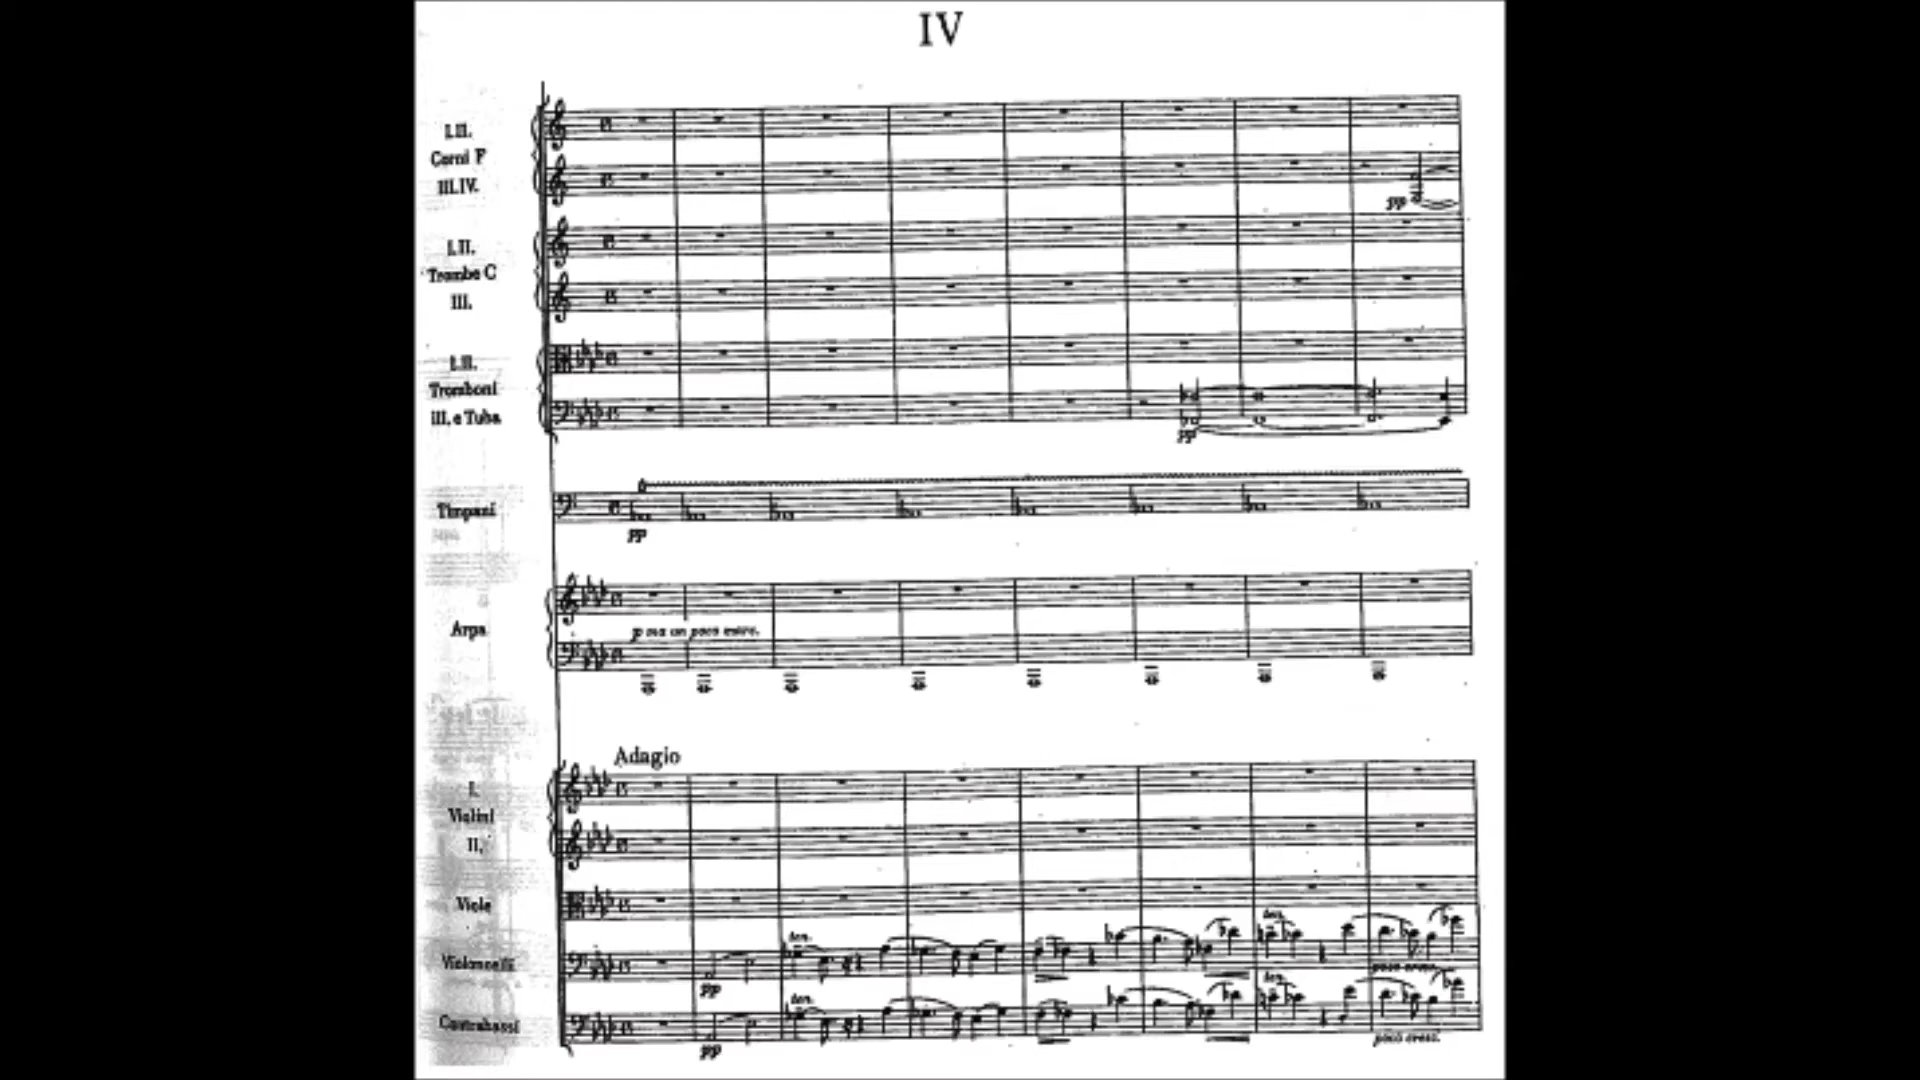 IV
I.II.
Corni F
III.IV.
pp
I.II.
Trombe C
III.
I.II.
Tromboni
III. e Tuba
pp
Timpani
pp
Arpa
p ma un poco marc.
Adagio
I.
Violini
II.
Viole
ten.
ten.
Violoncelli
pp
poco cresc.
ten.
ten.
Contrabassi
pp
poco cresc.